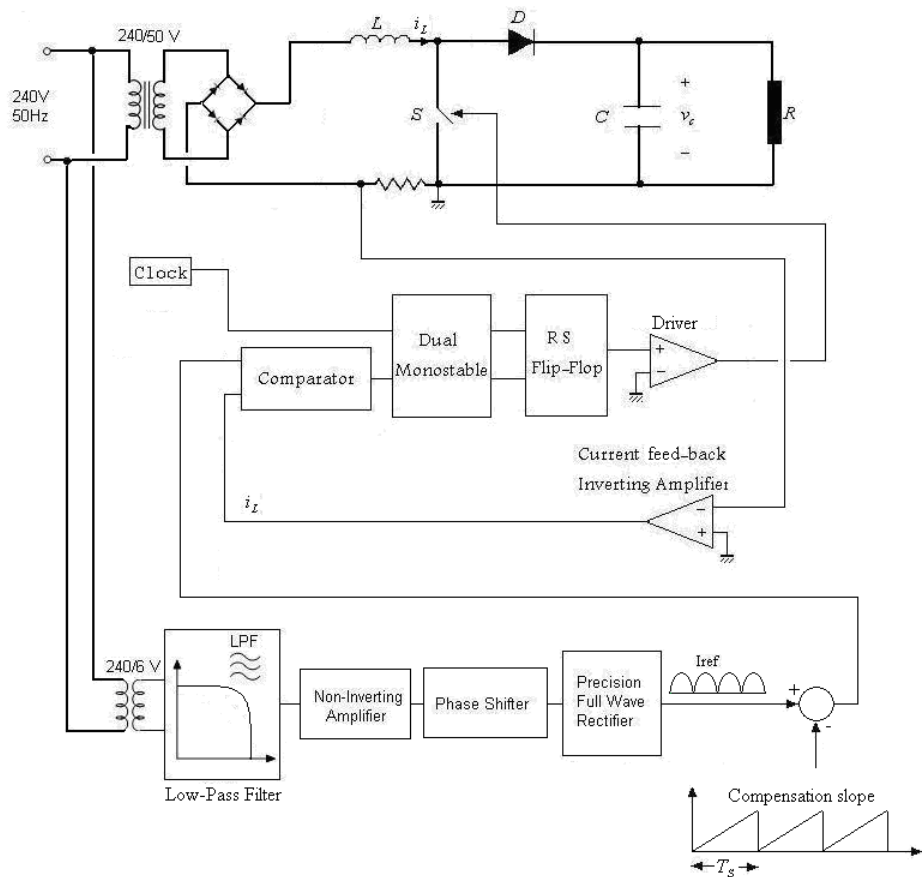 240/50 V
L
i_L
D
240V
50Hz
S
C
+
v_c
−
R
Clock
Dual
Monostable
RS
Flip-Flop
Driver
+
−
Comparator
Current feed-back
Inverting Amplifier
i_L
−
+
240/6 V
LPF
Non-Inverting
Amplifier
Phase Shifter
Precision
Full Wave
Rectifier
Iref
+
-
Low-Pass Filter
Compensation slope
T_s